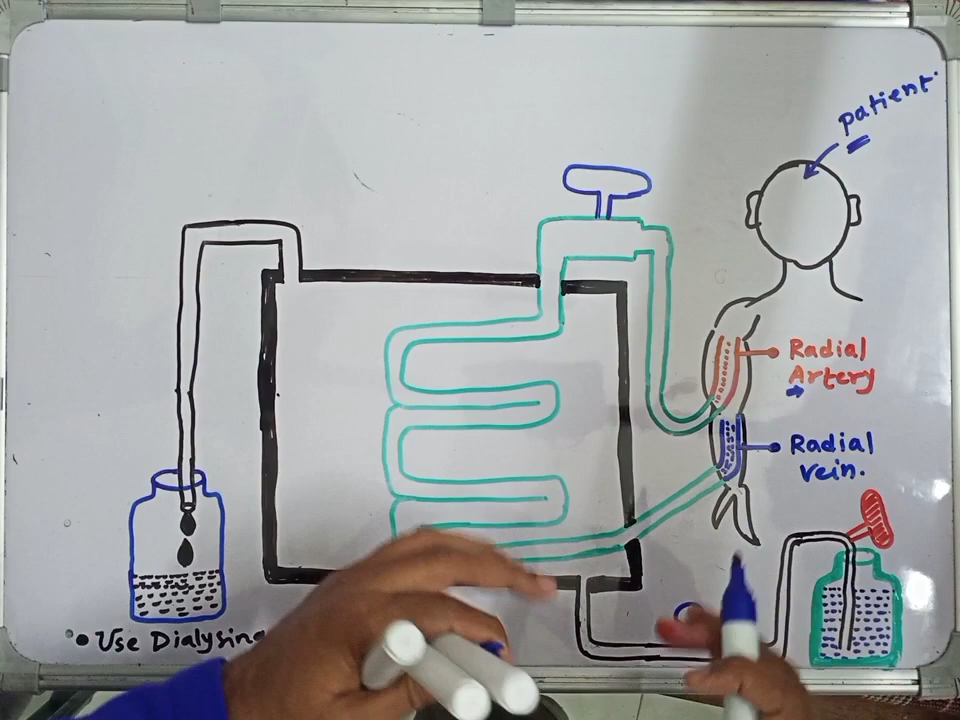 patient
Radial
Artery
Radial
vein.
• Use Dialysing